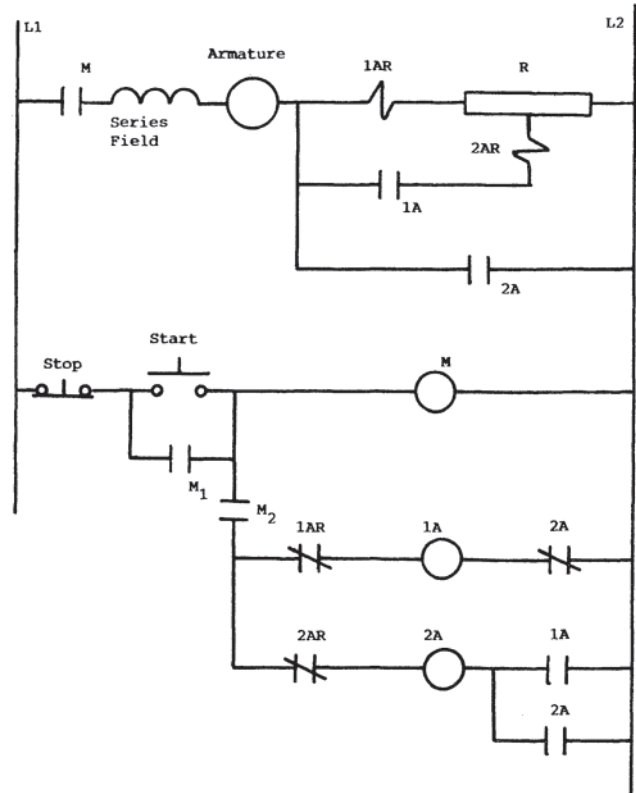 L1
L2
Armature
M
1AR
R
Series
Field
2AR
1A
2A
Start
Stop
M
M1
M2
1AR
1A
2A
2AR
2A
1A
2A